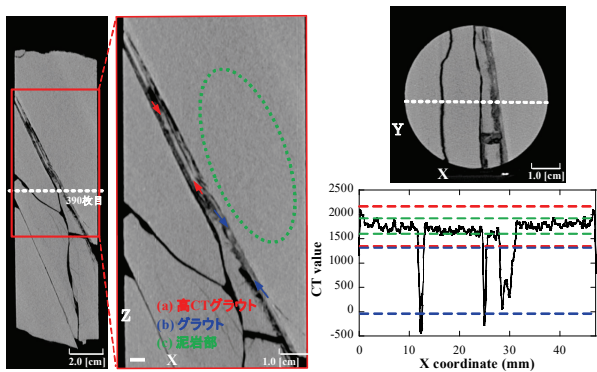 390枚目
2.0 [cm]
(a) 高CTグラウト
(b) グラウト
(c) 泥岩部
Z
X
1.0 [cm]
Y
X
1.0 [cm]
2500
2000
1500
1000
500
0
-500
CT value
0
10
20
30
40
X coordinate (mm)